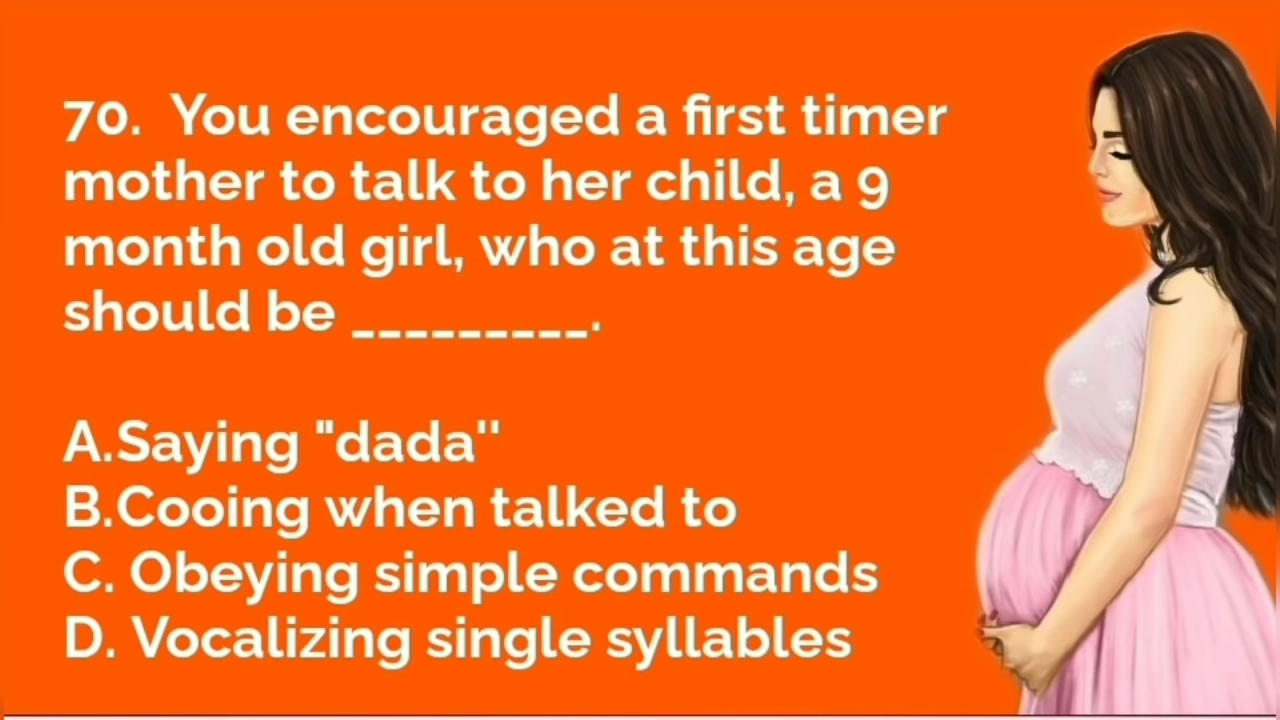 70. You encouraged a first timer
mother to talk to her child, a 9
month old girl, who at this age
should be _________.
A.Saying "dada''
B.Cooing when talked to
C. Obeying simple commands
D. Vocalizing single syllables